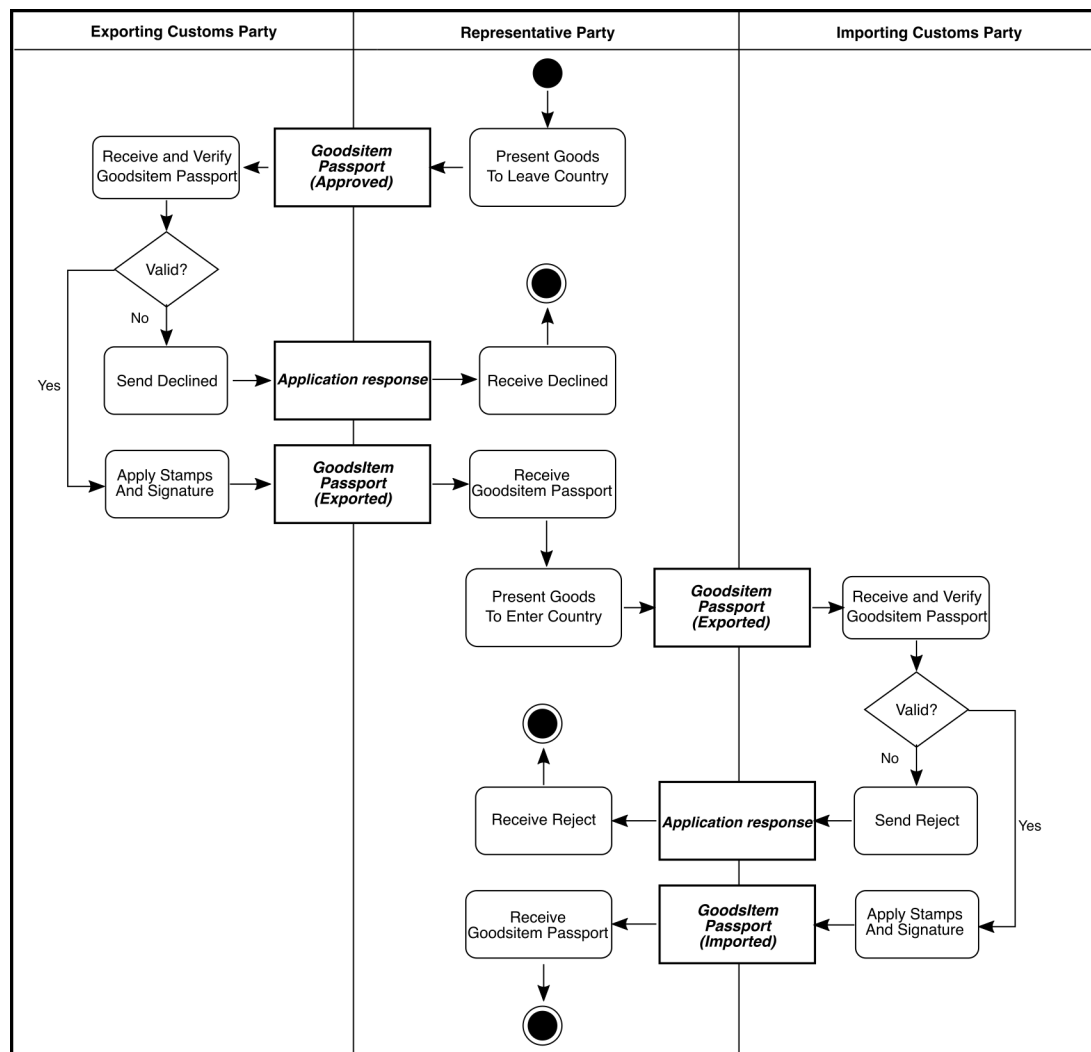 Exporting Customs Party
Representative Party
Importing Customs Party
Receive and Verify
Goodsitem Passport
Goodsitem
Passport
(Approved)
Present Goods
To Leave Country
Valid?
No
Yes
Send Declined
Application response
Receive Declined
Apply Stamps
And Signature
GoodsItem
Passport
(Exported)
Receive
Goodsitem Passport
Present Goods
To Enter Country
Goodsitem
Passport
(Exported)
Receive and Verify
Goodsitem Passport
Valid?
No
Yes
Receive Reject
Application response
Send Reject
Receive
Goodsitem Passport
GoodsItem
Passport
(Imported)
Apply Stamps
And Signature